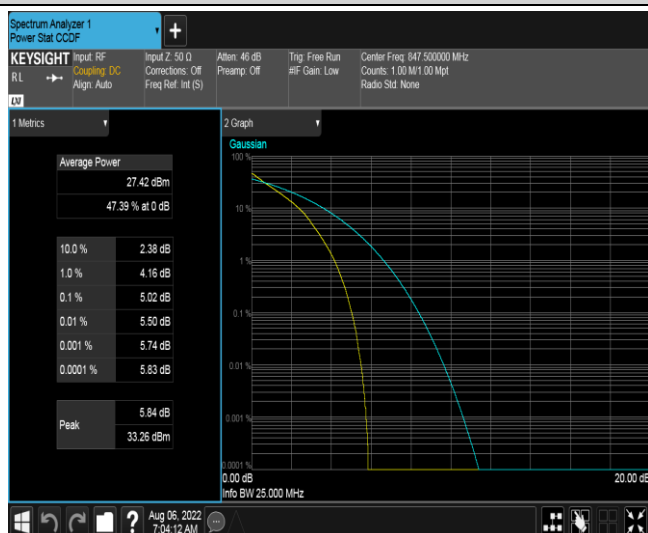 Spectrum Analyzer 1
Power Stat CCDF
+
KEYSIGHT
RL
LXI
Input: RF
Coupling: DC
Align: Auto
Input Z: 50 Ω
Corrections: Off
Freq Ref: Int (S)
Atten: 46 dB
Preamp: Off
Trig: Free Run
#IF Gain: Low
Center Freq: 847.500000 MHz
Counts: 1.00 M/1.00 Mpt
Radio Std: None
1 Metrics
Average Power
27.42 dBm
47.39 % at 0 dB
10.0 % 2.38 dB
1.0 % 4.16 dB
0.1 % 5.02 dB
0.01 % 5.50 dB
0.001 % 5.74 dB
0.0001 % 5.83 dB
Peak
5.84 dB
33.26 dBm
2 Graph
Gaussian
100 %
10 %
1 %
0.1 %
0.01 %
0.001 %
0.0001 %
0.00 dB 20.00 dB
Info BW 25.000 MHz
?
Aug 06, 2022
7:04:12 AM